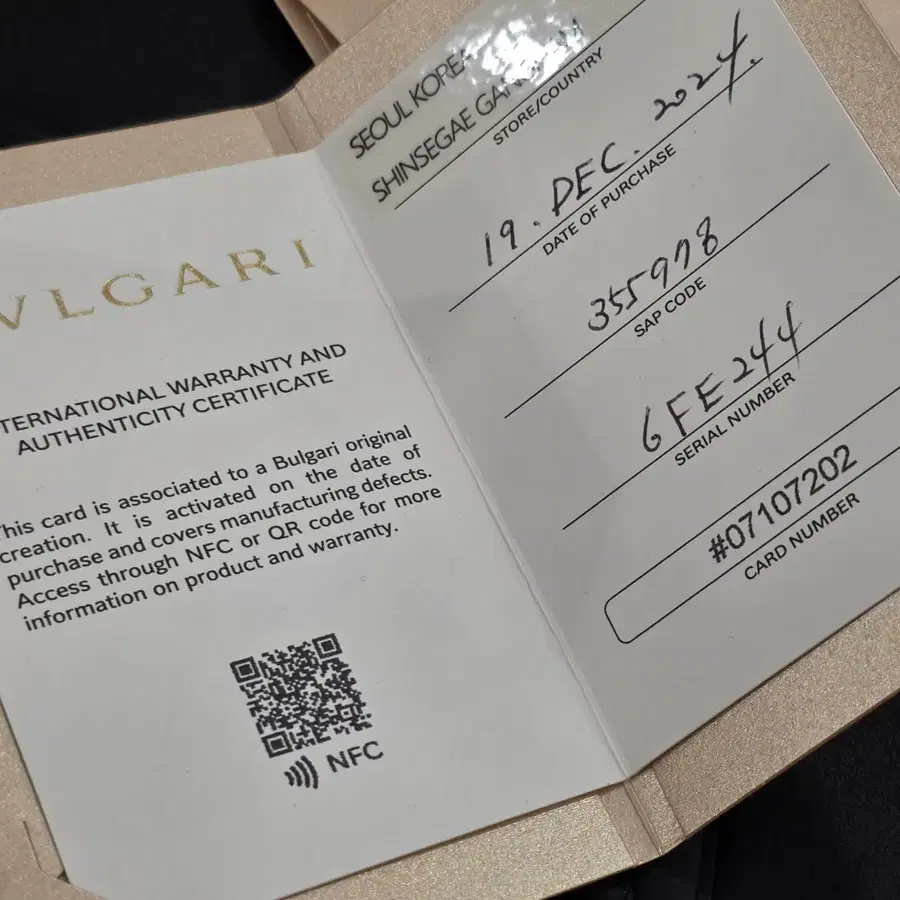 VLGARI
TERNATIONAL WARRANTY AND
AUTHENTICITY CERTIFICATE
This card is associated to a Bulgari original
creation. It is activated on the date of
purchase and covers manufacturing defects.
Access through NFC or QR code for more
information on product and warranty.
NFC
SEOUL KOREA
SHINSEGAE
STORE/COUNTRY
19. DEC. 2024.
DATE OF PURCHASE
355978
SAP CODE
6FE244
SERIAL NUMBER
#07107202
CARD NUMBER